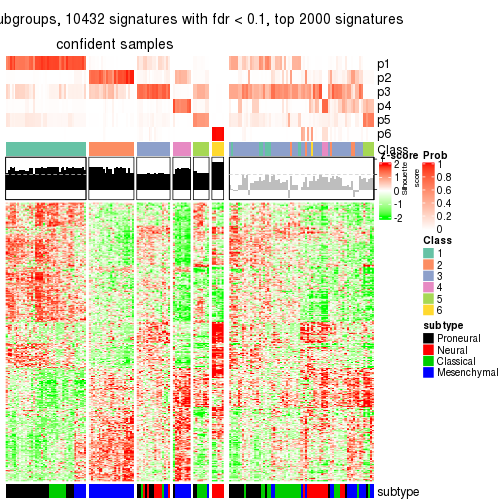 ubgroups, 10432 signatures with fdr < 0.1, top 2000 signatures
confident samples
p1
p2
p3
p4
p5
p6
Class
z-score
2
1
0
-1
-2
Silhouette
score
Prob
1
0.8
0.6
0.4
0.2
0
Class
1
2
3
4
5
6
subtype
Proneural
Neural
Classical
Mesenchymal
subtype